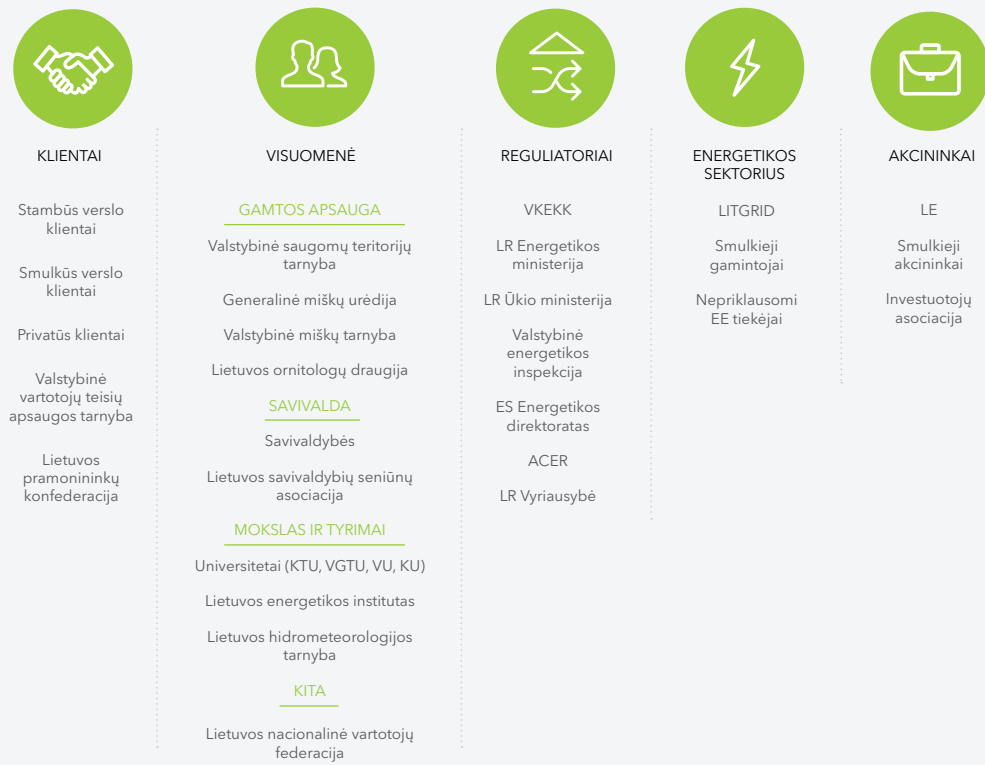 KLIENTAI
Stambūs verslo
klientai
Smulkūs verslo
klientai
Privatūs klientai
Valstybinė
vartotojų teisių
apsaugos tarnyba
Lietuvos
pramonininkų
konfederacija
VISUOMENĖ
GAMTOS APSAUGA
Valstybinė saugomų teritorijų
tarnyba
Generalinė miškų urėdija
Valstybinė miškų tarnyba
Lietuvos ornitologų draugija
SAVIVALDA
Savivaldybės
Lietuvos savivaldybių seniūnų
asociacija
MOKSLAS IR TYRIMAI
Universitetai (KTU, VGTU, VU, KU)
Lietuvos energetikos institutas
Lietuvos hidrometeorologijos
tarnyba
KITA
Lietuvos nacionalinė vartotojų
federacija
REGULIATORIAI
VKEKK
LR Energetikos
ministerija
LR Ūkio ministerija
Valstybinė
energetikos
inspekcija
ES Energetikos
direktoratas
ACER
LR Vyriausybė
ENERGETIKOS
SEKTORIUS
LITGRID
Smulkieji
gamintojai
Nepriklausomi
EE tiekėjai
AKCININKAI
LE
Smulkieji
akcininkai
Investuotojų
asociacija